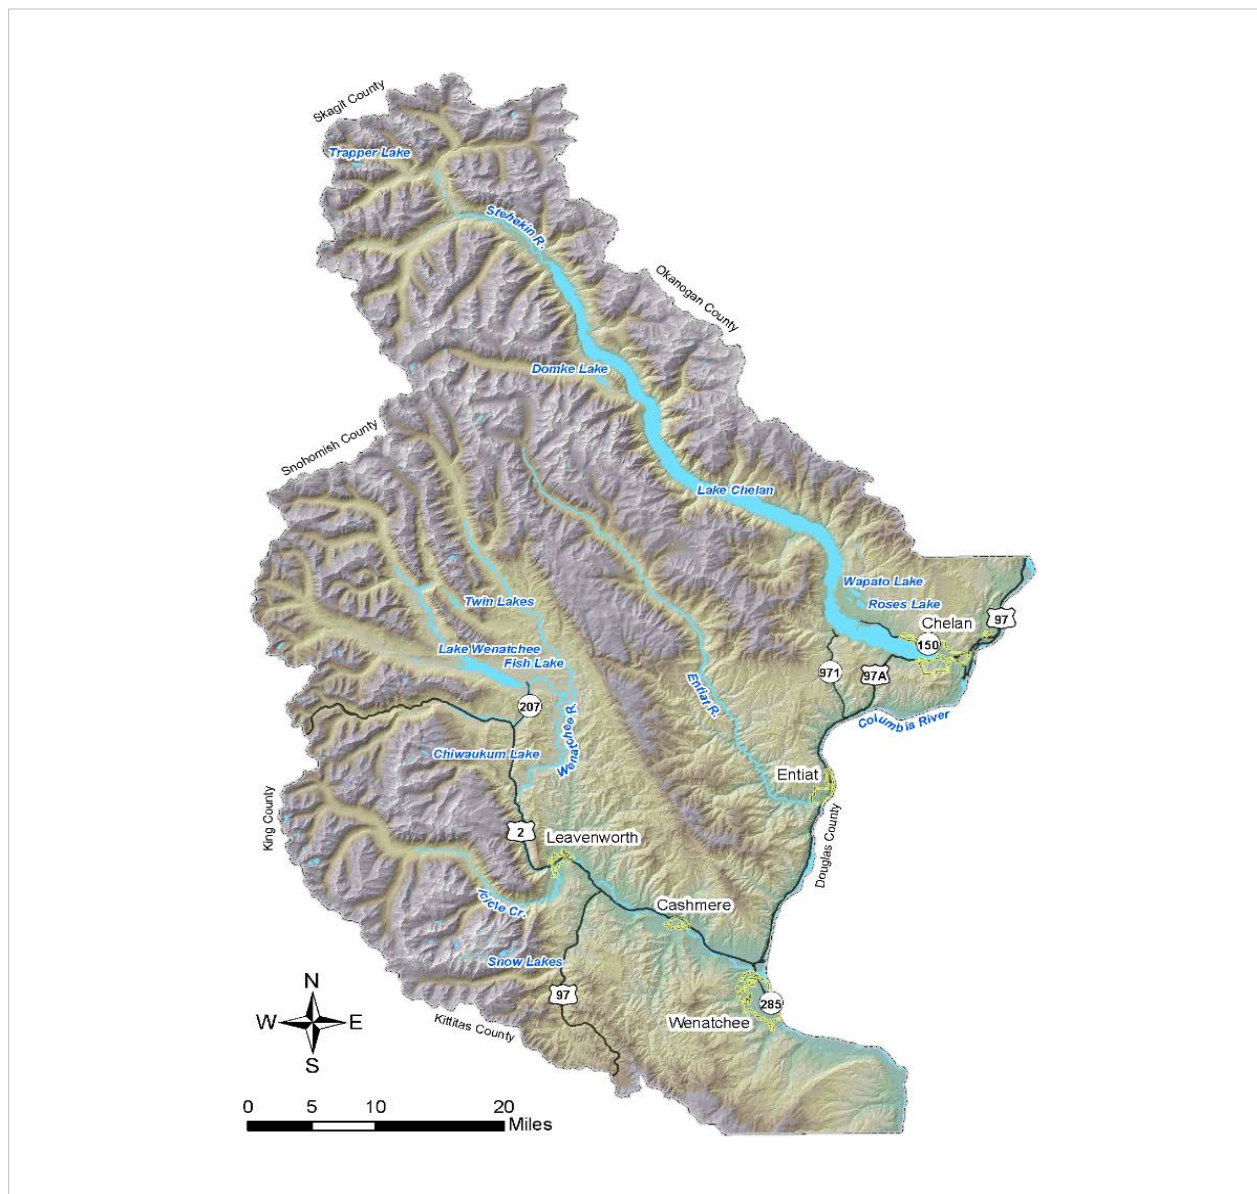 Skagit County
Trapper Lake
Stehekin R.
Okanogan County
Domke Lake
Snohomish County
Lake Chelan
Wapato Lake
Roses Lake
Twin Lakes
Chelan
97
150
Lake Wenatchee
Fish Lake
971
97A
Entiat R.
207
Columbia River
Wenatchee R.
Chiwaukum Lake
Entiat
King County
2
Leavenworth
Douglas County
Icicle Cr.
Cashmere
Snow Lakes
97
285
Wenatchee
Kittitas County
N
W
E
S
0 5 10 20
Miles